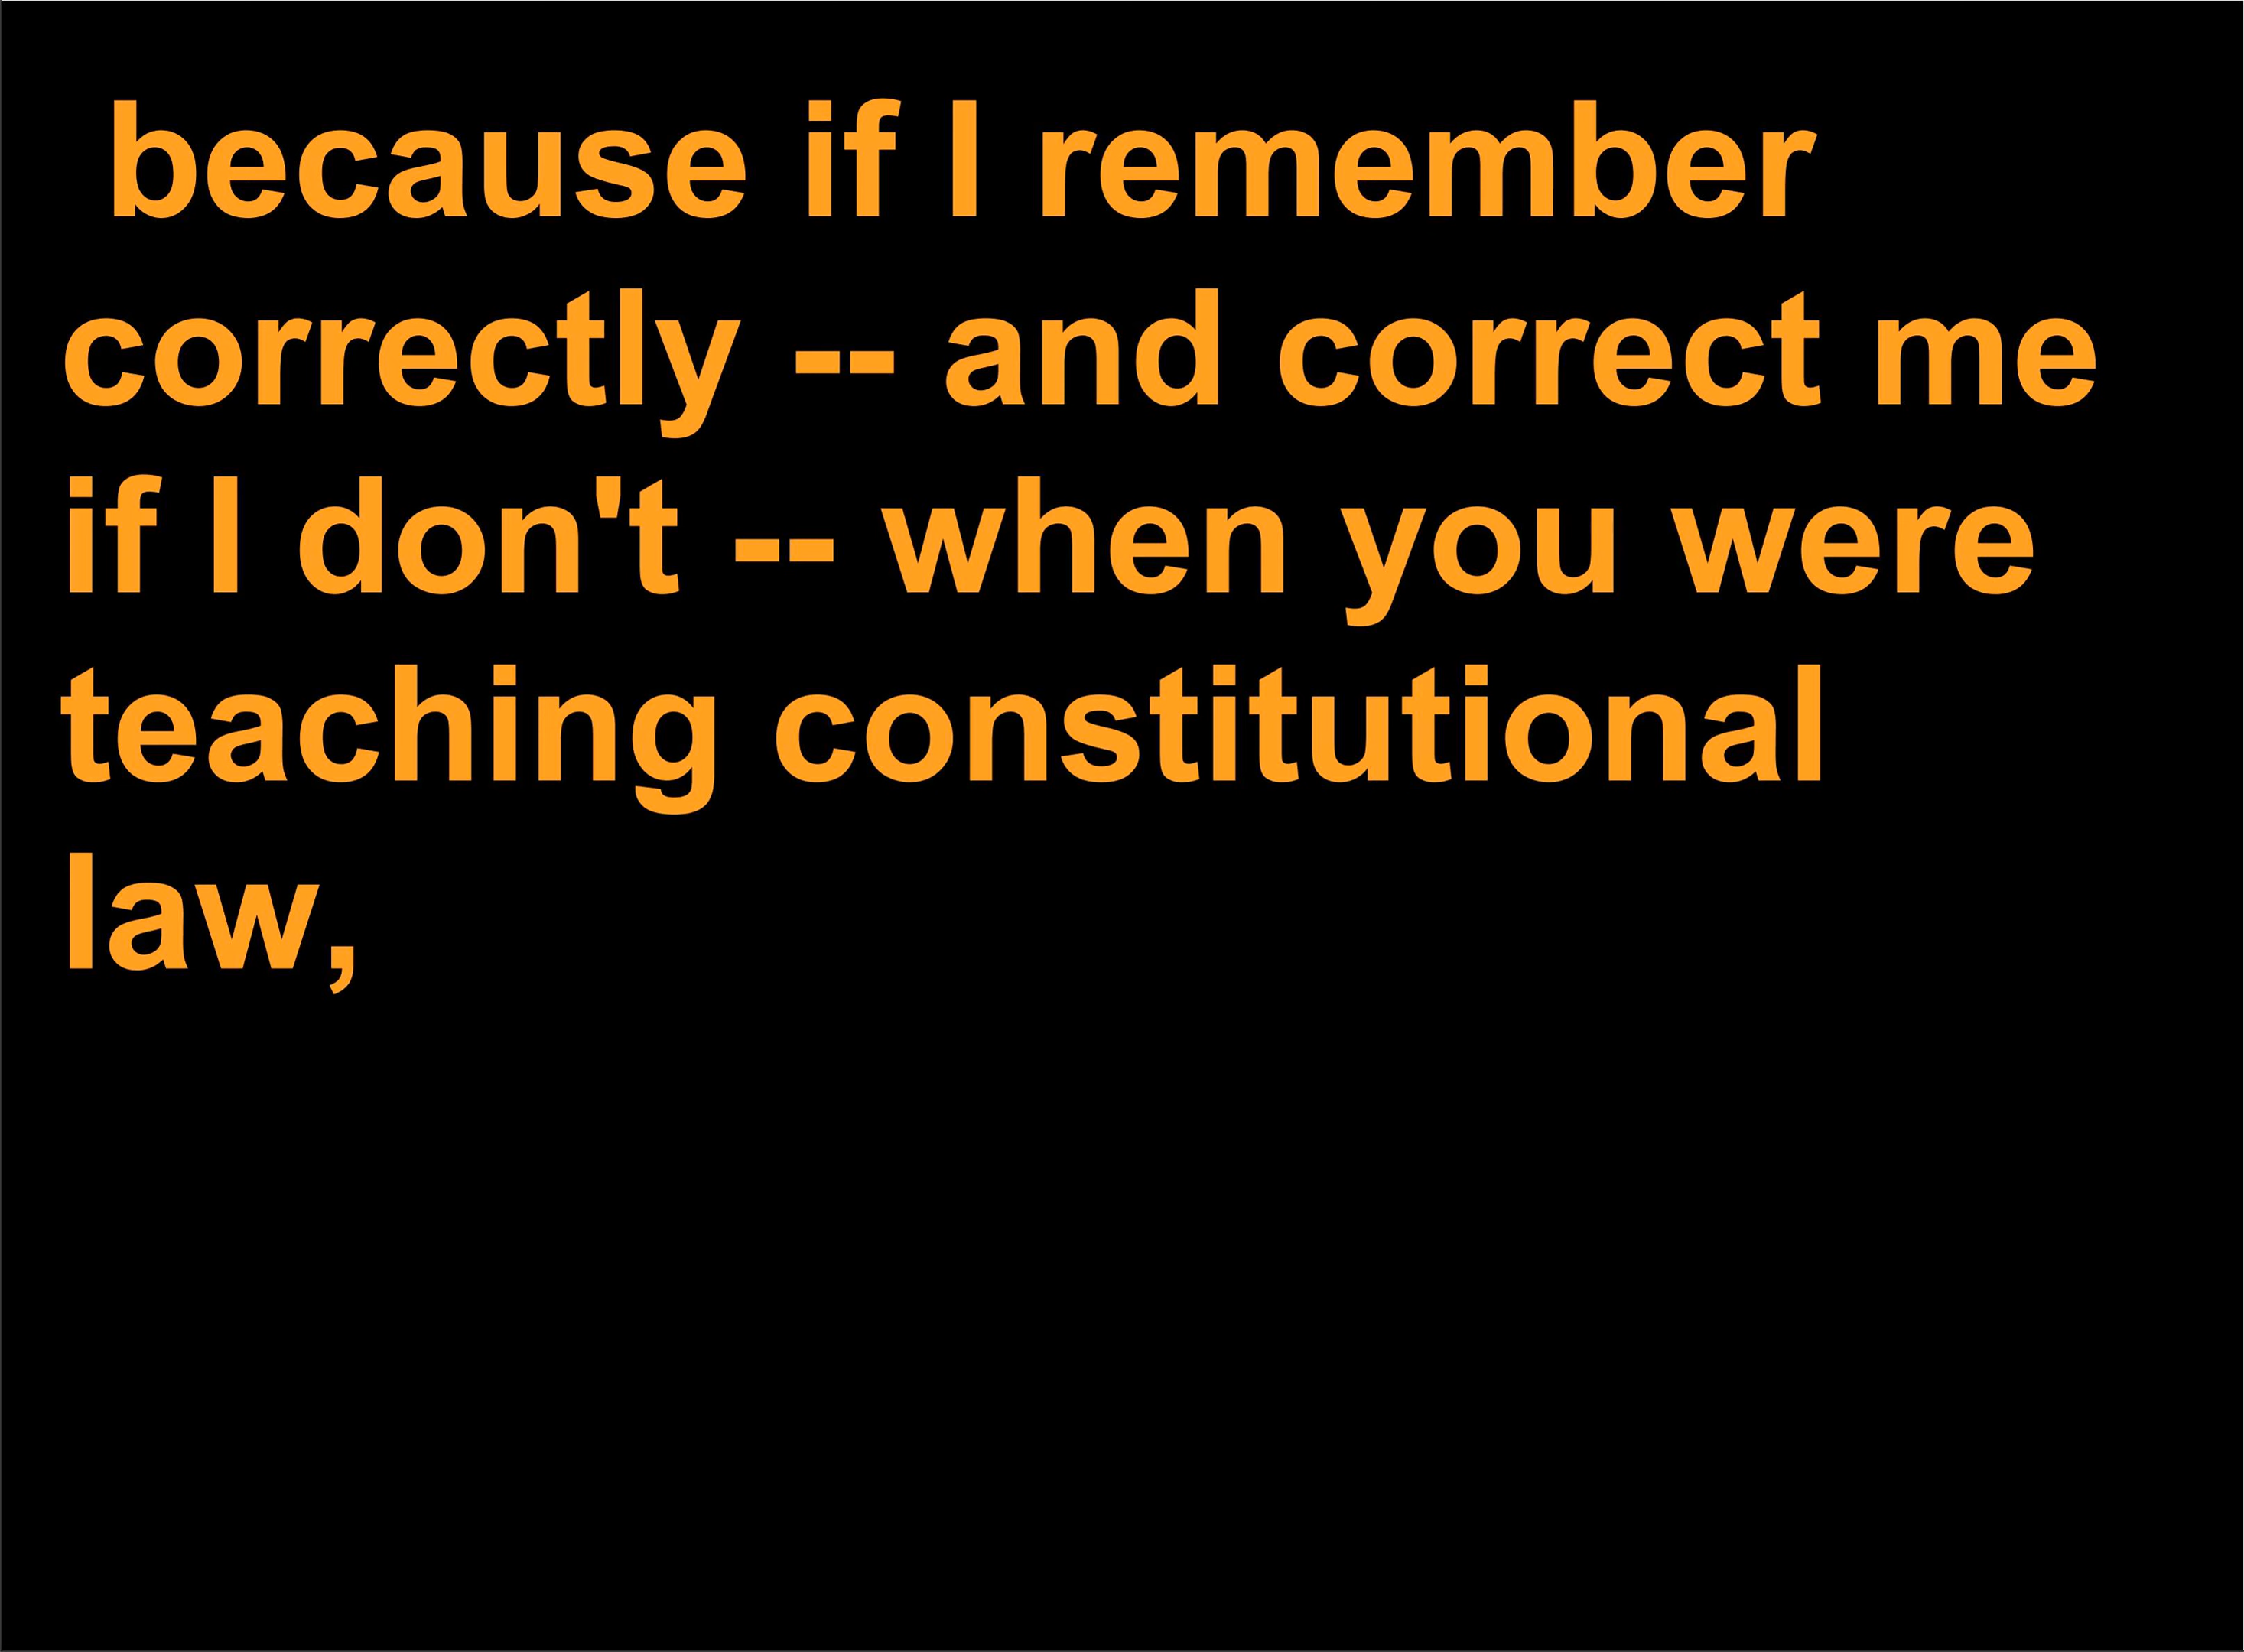 because if I remember
correctly -- and correct me
if I don't -- when you were
teaching constitutional
law,